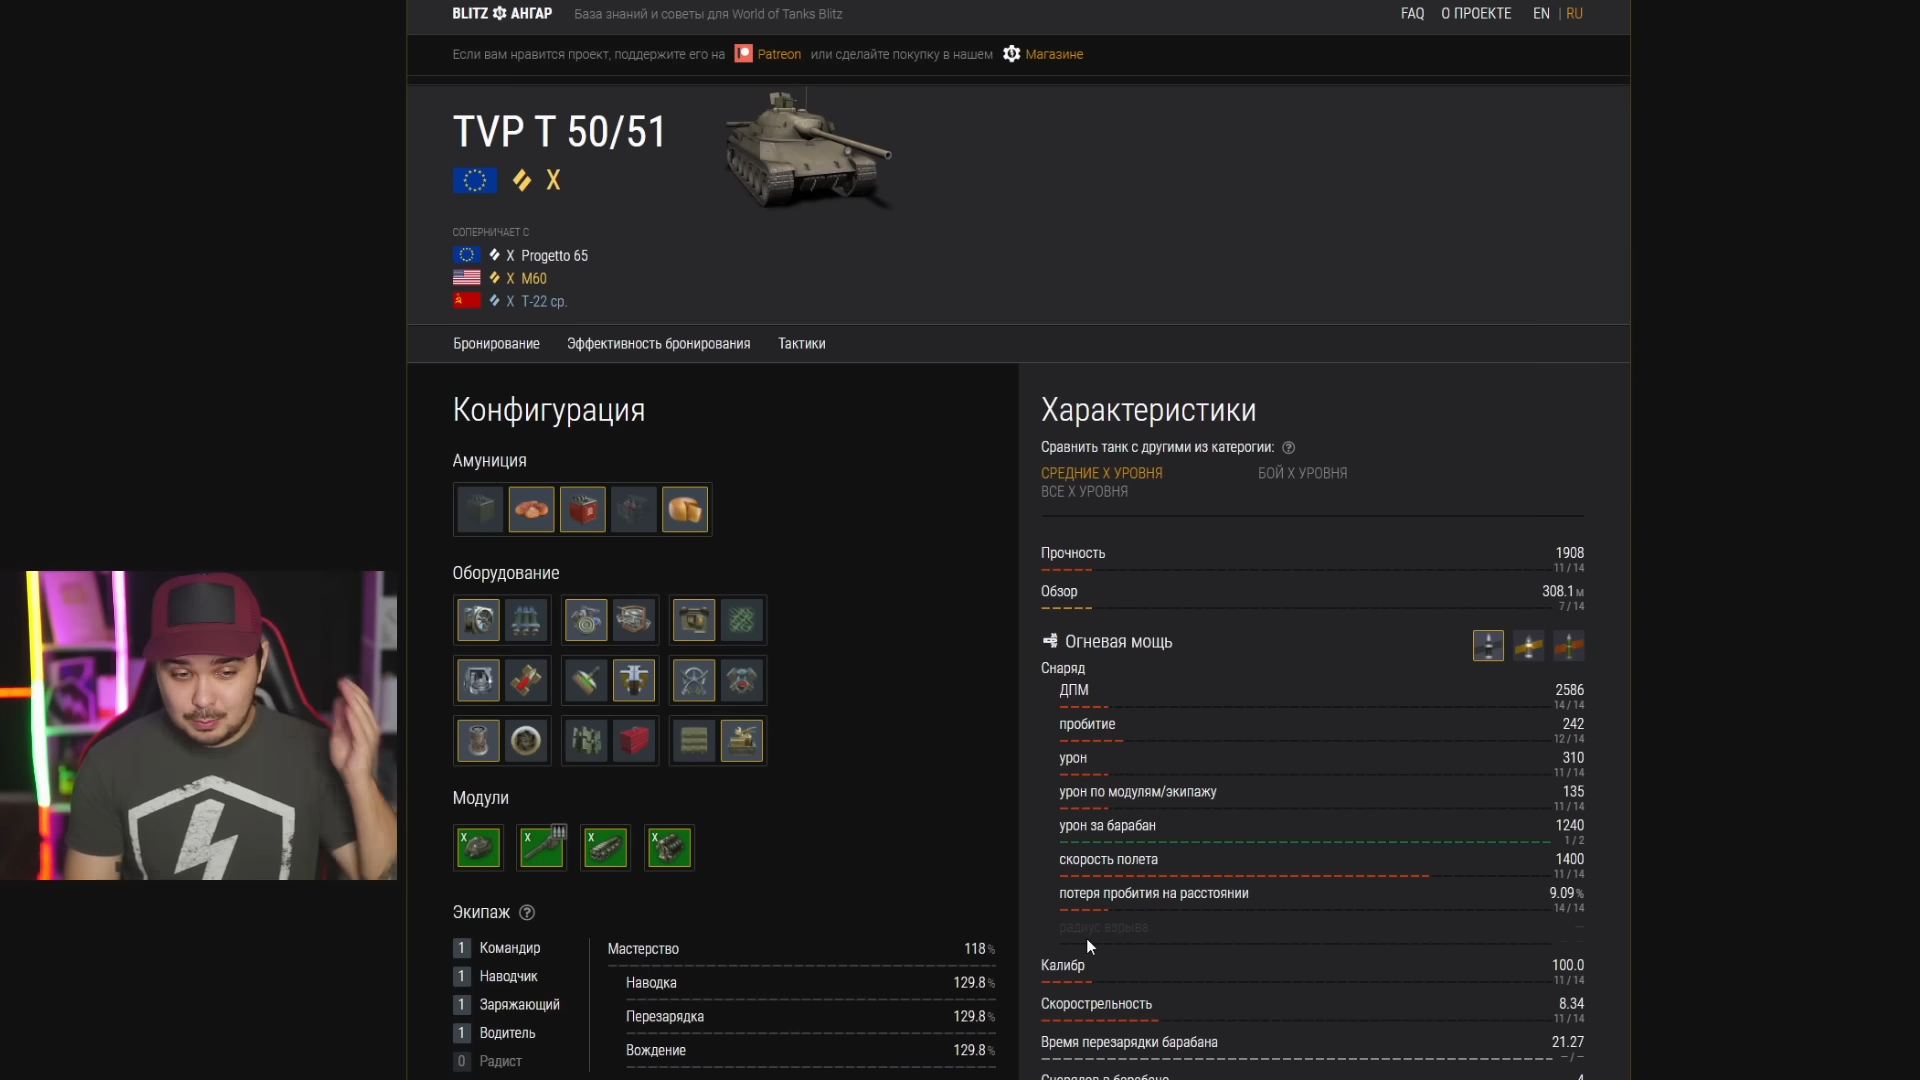 BLITZ АНГАР База знаний и советы для World of Tanks Blitz FAQ О ПРОЕКТЕ EN | RU
Если вам нравится проект, поддержите его на Patreon или сделайте покупку в нашем Магазине
TVP T 50/51
X
СОПЕРНИЧАЕТ С
X Progetto 65
X M60
X Т-22 ср.
Бронирование Эффективность бронирования Тактики
Конфигурация
Амуниция
Оборудование
Модули
X X X X
Экипаж ?
1 Командир
1 Наводчик
1 Заряжающий
1 Водитель
0 Радист
Мастерство 118 %
Наводка 129.8 %
Перезарядка 129.8 %
Вождение 129.8 %
Характеристики
Сравнить танк с другими из катерогии: ?
СРЕДНИЕ X УРОВНЯ БОЙ X УРОВНЯ
ВСЕ X УРОВНЯ
Прочность 1908
11 / 14
Обзор 308.1 м
7 / 14
Огневая мощь
Снаряд
ДПМ 2586
14 / 14
пробитие 242
12 / 14
урон 310
11 / 14
урон по модулям/экипажу 135
11 / 14
урон за барабан 1240
1 / 2
скорость полета 1400
11 / 14
потеря пробития на расстоянии 9.09 %
14 / 14
радиус взрыва –
Калибр 100.0
11 / 14
Скорострельность 8.34
11 / 14
Время перезарядки барабана 21.27
– / –
Снарядов в барабане 4